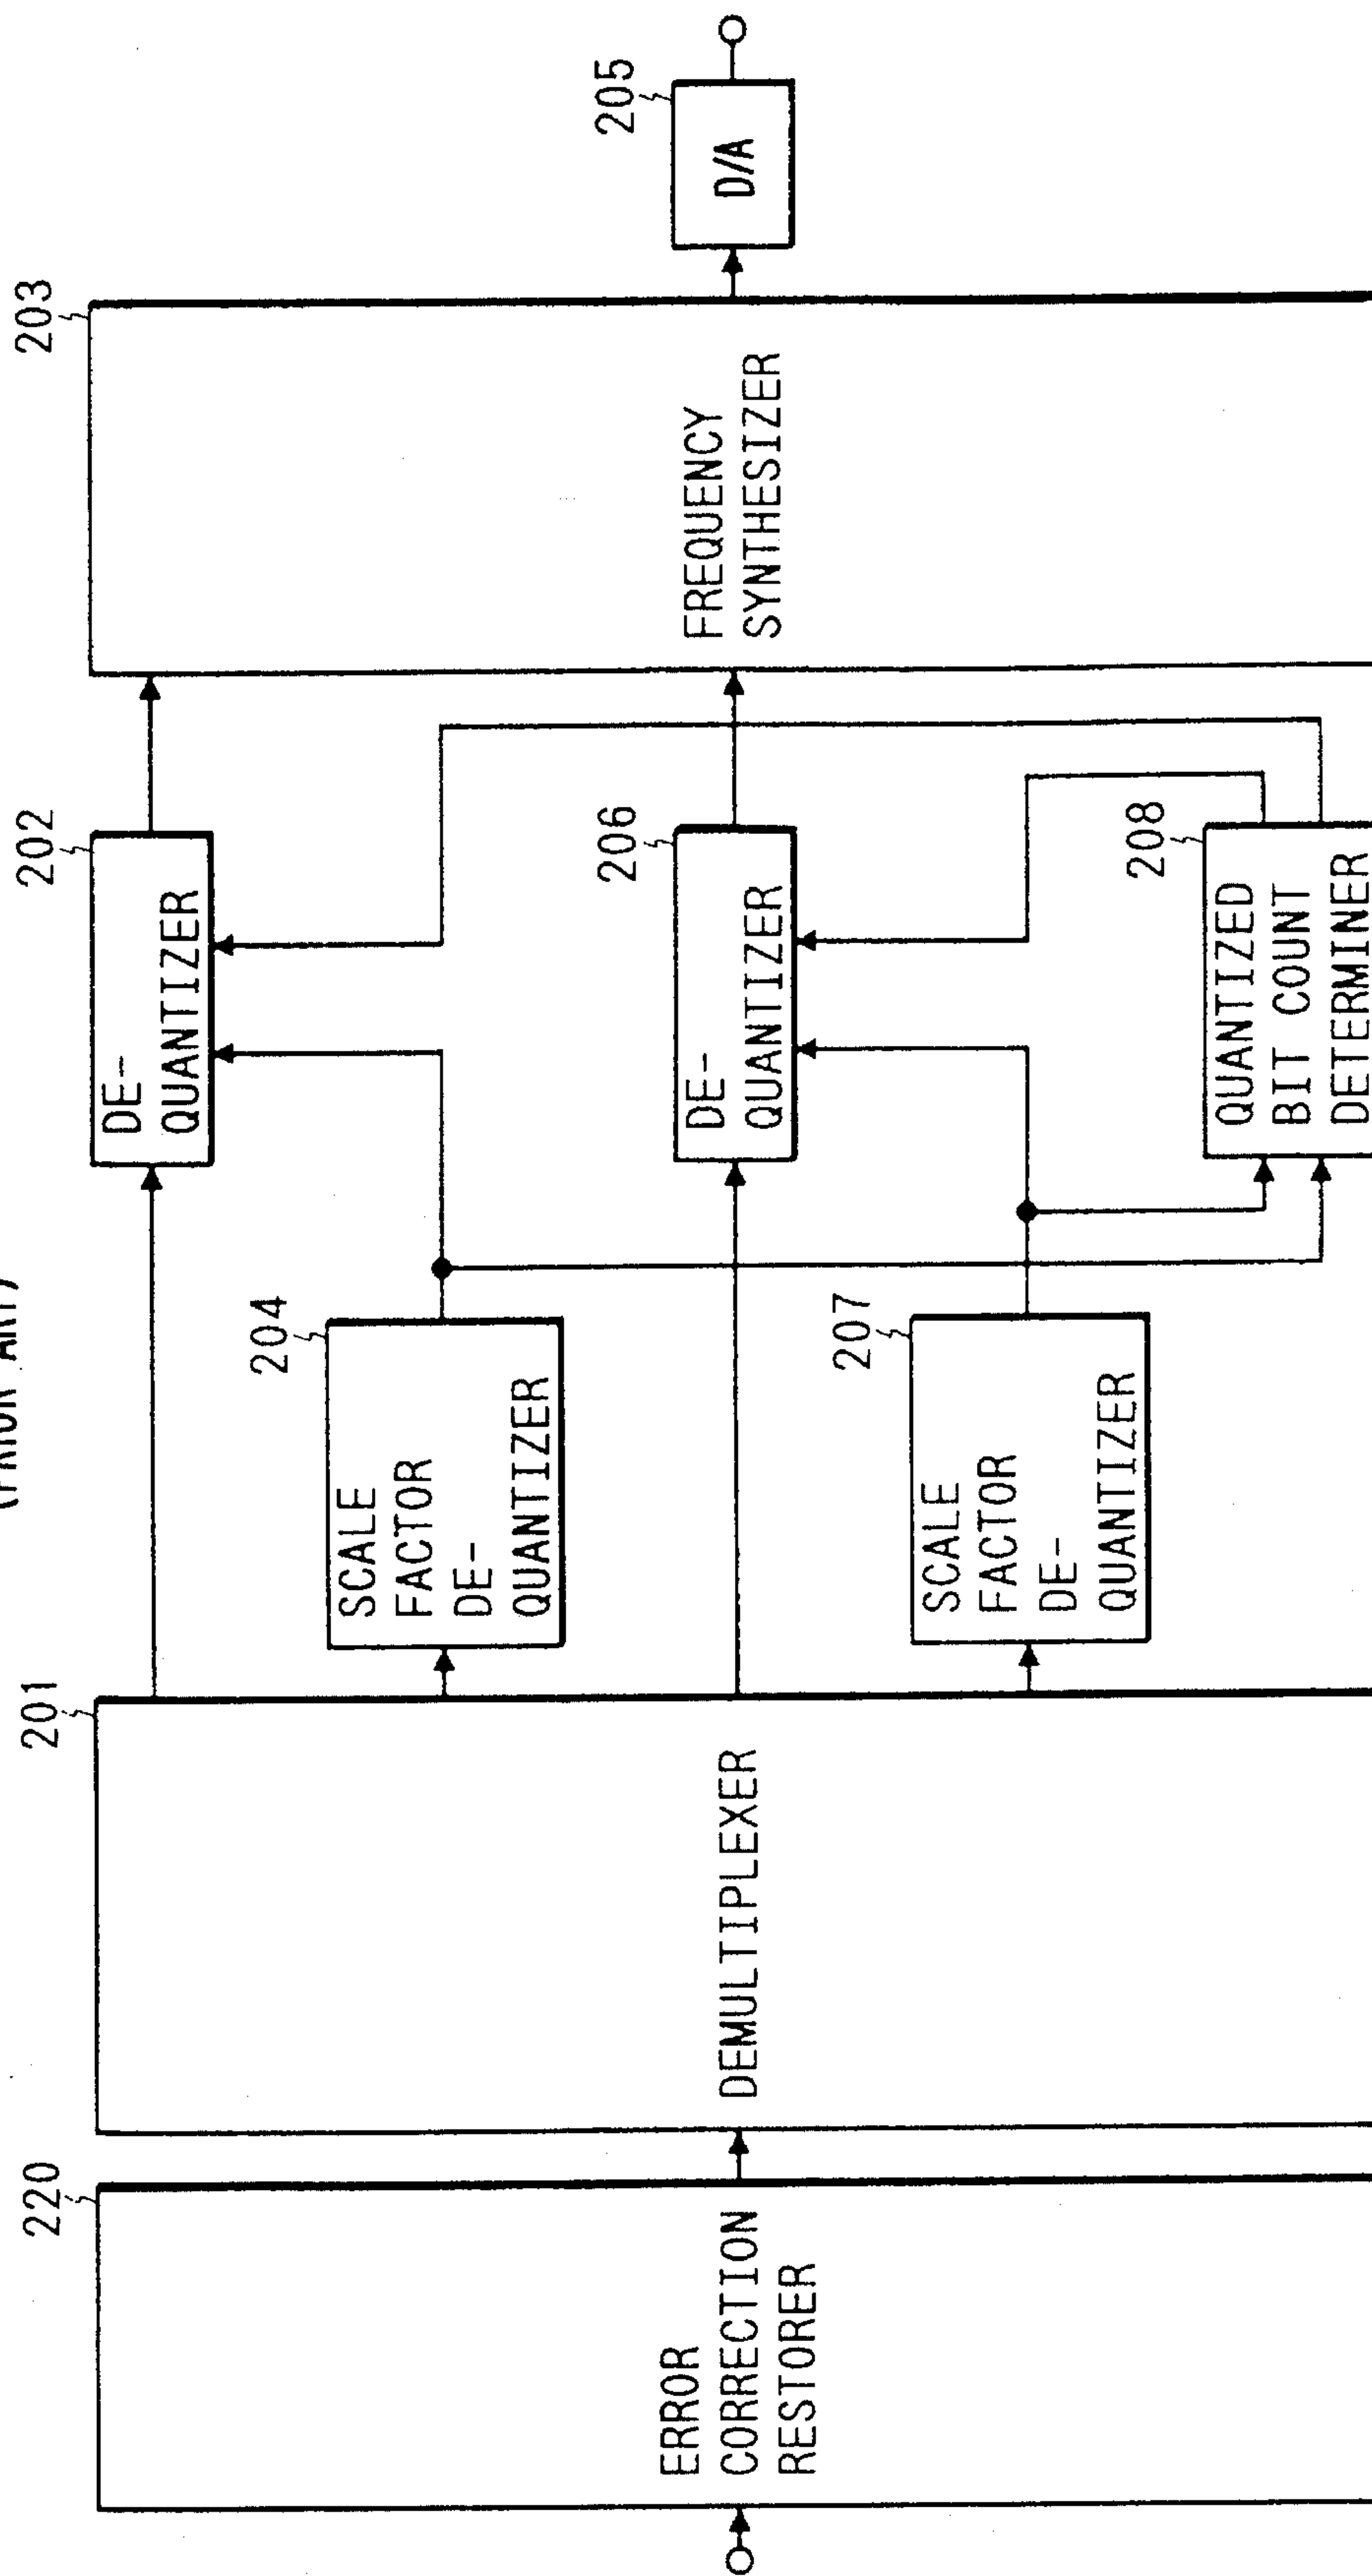 (PRIOR ART)
220
ERROR
CORRECTION
RESTORER
201
DEMULTIPLEXER
204
SCALE
FACTOR
DE-
QUANTIZER
207
SCALE
FACTOR
DE-
QUANTIZER
202
DE-
QUANTIZER
206
DE-
QUANTIZER
208
QUANTIZED
BIT COUNT
DETERMINER
203
FREQUENCY
SYNTHESIZER
205
D/A